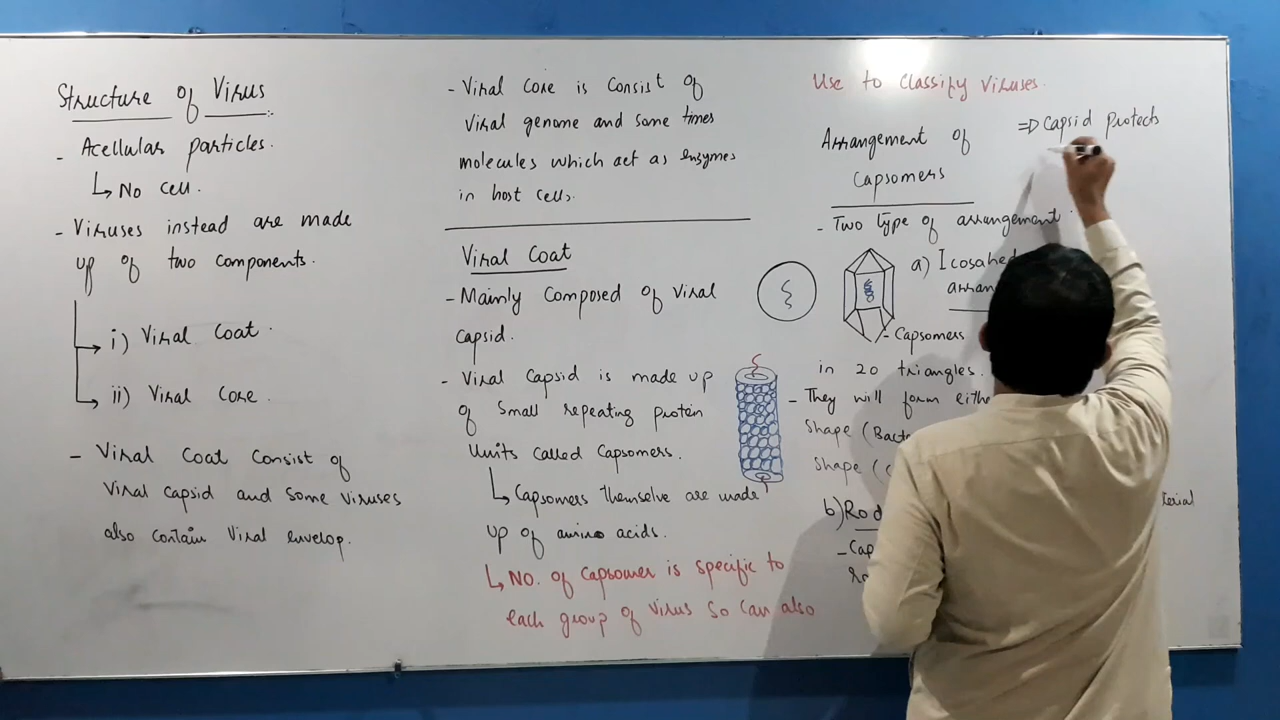 Structure of Virus
- Acellular particles.
↳ No cell.
- Viruses instead are made
up of two components.
i) Viral Coat.
ii) Viral Core.
- Viral Coat Consist of
Viral Capsid and Some Viruses
also contain Viral envelop.
- Viral Core is Consist of
Viral genome and some times
molecules which act as enzymes
in host cells.
Viral Coat
- Mainly Composed of Viral
Capsid.
- Viral Capsid is made up
of Small repeating protein
Units called Capsomers.
↳ Capsomers themselve are made
up of amino acids.
↳ No. of Capsomer is specific to
each group of Virus So Can also
Use to Classify Viruses.
Arrangement of
Capsomers
- Two type of arrangement.
a)
- Capsomers
in 20 triangles.
- They will form
Shape
Shape
b) Rod
⇒ Capsid protects